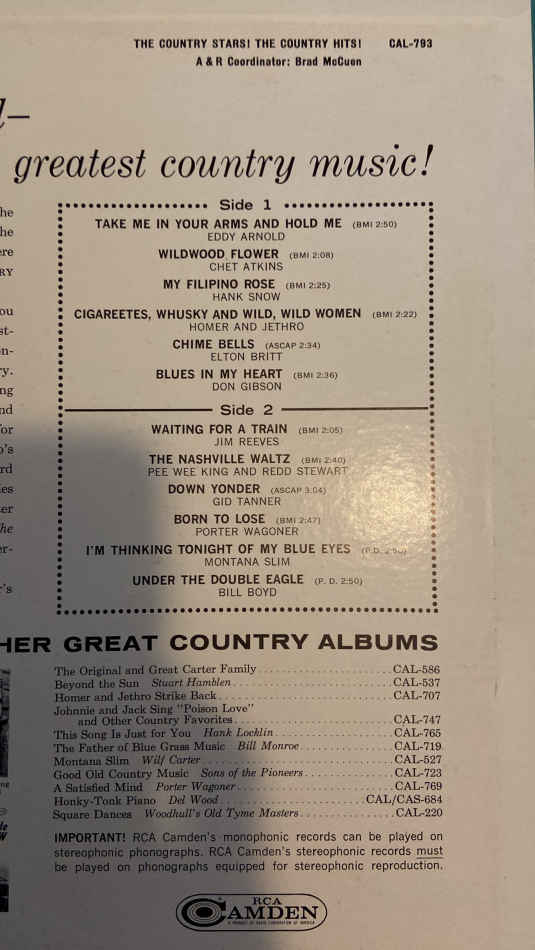 THE COUNTRY STARS! THE COUNTRY HITS! CAL-793
A & R Coordinator: Brad McCuen
greatest country music!
Side 1
TAKE ME IN YOUR ARMS AND HOLD ME (BMI 2:50)
EDDY ARNOLD
WILDWOOD FLOWER (BMI 2:08)
CHET ATKINS
MY FILIPINO ROSE (BMI 2:25)
HANK SNOW
CIGAREETES, WHUSKY AND WILD, WILD WOMEN (BMI 2:22)
HOMER AND JETHRO
CHIME BELLS (ASCAP 2:34)
ELTON BRITT
BLUES IN MY HEART (BMI 2:36)
DON GIBSON
Side 2
WAITING FOR A TRAIN (BMI 2:05)
JIM REEVES
THE NASHVILLE WALTZ (BMI 2:40)
PEE WEE KING AND REDD STEWART
DOWN YONDER (ASCAP 3:04)
GID TANNER
BORN TO LOSE (BMI 2:47)
PORTER WAGONER
I'M THINKING TONIGHT OF MY BLUE EYES (P.D. 2:50)
MONTANA SLIM
UNDER THE DOUBLE EAGLE (P. D. 2:50)
BILL BOYD
HER GREAT COUNTRY ALBUMS
The Original and Great Carter Family CAL-586
Beyond the Sun Stuart Hamblen CAL-537
Homer and Jethro Strike Back CAL-707
Johnnie and Jack Sing "Poison Love"
and Other Country Favorites CAL-747
This Song Is Just for You Hank Locklin CAL-765
The Father of Blue Grass Music Bill Monroe CAL-719
Montana Slim Wilf Carter CAL-527
Good Old Country Music Sons of the Pioneers CAL-723
A Satisfied Mind Porter Wagoner CAL-769
Honky-Tonk Piano Del Wood CAL/CAS-684
Square Dances Woodhull's Old Tyme Masters CAL-220
IMPORTANT! RCA Camden's monophonic records can be played on
stereophonic phonographs. RCA Camden's stereophonic records must
be played on phonographs equipped for stereophonic reproduction.
RCA
CAMDEN
A PRODUCT OF RADIO CORPORATION OF AMERICA